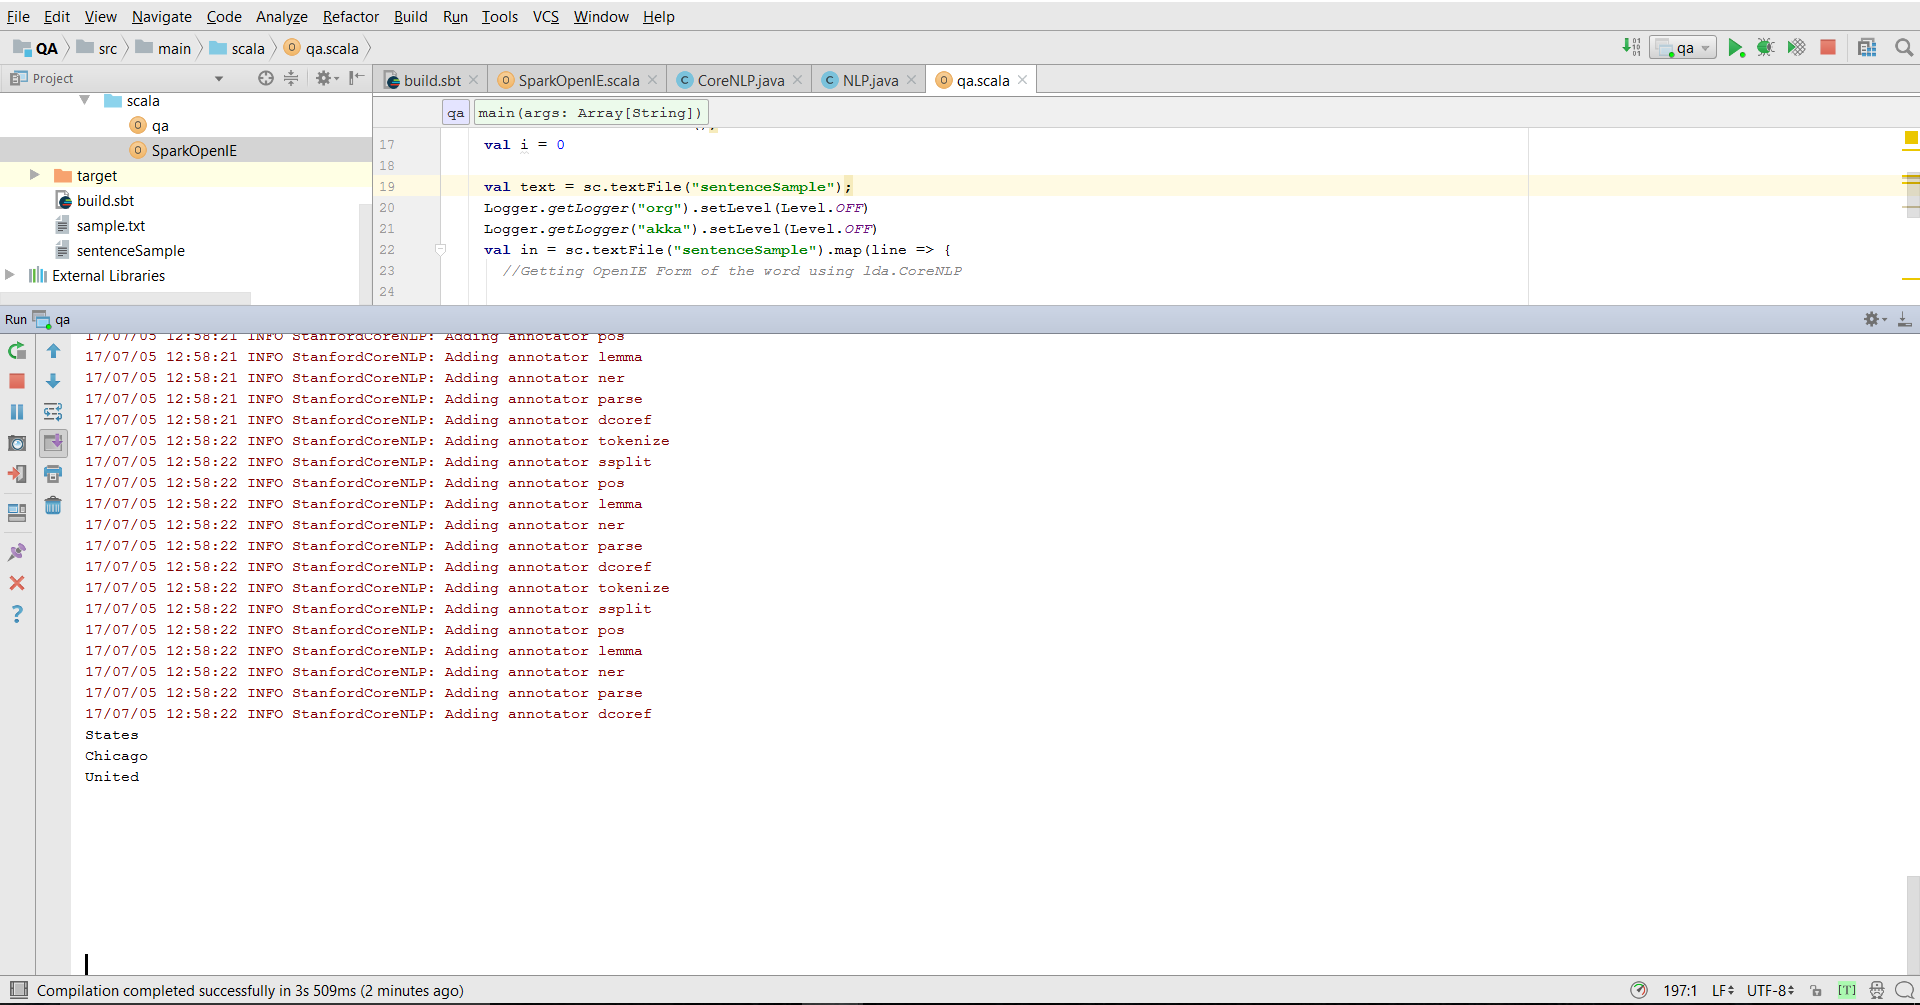 File Edit View Navigate Code Analyze Refactor Build Run Tools VCS Window Help
QA src main scala qa.scala qa
Project
build.sbt SparkOpenIE.scala CoreNLP.java NLP.java qa.scala
scala
qa
SparkOpenIE
target
build.sbt
sample.txt
sentenceSample
External Libraries
qa main(args: Array[String])
17 val i = 0
18
19 val text = sc.textFile("sentenceSample");
20 Logger.getLogger("org").setLevel(Level.OFF)
21 Logger.getLogger("akka").setLevel(Level.OFF)
22 val in = sc.textFile("sentenceSample").map(line => {
23 //Getting OpenIE Form of the word using lda.CoreNLP
24
Run qa
17/07/05 12:58:21 INFO StanfordCoreNLP: Adding annotator pos
17/07/05 12:58:21 INFO StanfordCoreNLP: Adding annotator lemma
17/07/05 12:58:21 INFO StanfordCoreNLP: Adding annotator ner
17/07/05 12:58:21 INFO StanfordCoreNLP: Adding annotator parse
17/07/05 12:58:21 INFO StanfordCoreNLP: Adding annotator dcoref
17/07/05 12:58:22 INFO StanfordCoreNLP: Adding annotator tokenize
17/07/05 12:58:22 INFO StanfordCoreNLP: Adding annotator ssplit
17/07/05 12:58:22 INFO StanfordCoreNLP: Adding annotator pos
17/07/05 12:58:22 INFO StanfordCoreNLP: Adding annotator lemma
17/07/05 12:58:22 INFO StanfordCoreNLP: Adding annotator ner
17/07/05 12:58:22 INFO StanfordCoreNLP: Adding annotator parse
17/07/05 12:58:22 INFO StanfordCoreNLP: Adding annotator dcoref
17/07/05 12:58:22 INFO StanfordCoreNLP: Adding annotator tokenize
17/07/05 12:58:22 INFO StanfordCoreNLP: Adding annotator ssplit
17/07/05 12:58:22 INFO StanfordCoreNLP: Adding annotator pos
17/07/05 12:58:22 INFO StanfordCoreNLP: Adding annotator lemma
17/07/05 12:58:22 INFO StanfordCoreNLP: Adding annotator ner
17/07/05 12:58:22 INFO StanfordCoreNLP: Adding annotator parse
17/07/05 12:58:22 INFO StanfordCoreNLP: Adding annotator dcoref
States
Chicago
United
Compilation completed successfully in 3s 509ms (2 minutes ago) 197:1 LF UTF-8 [T]